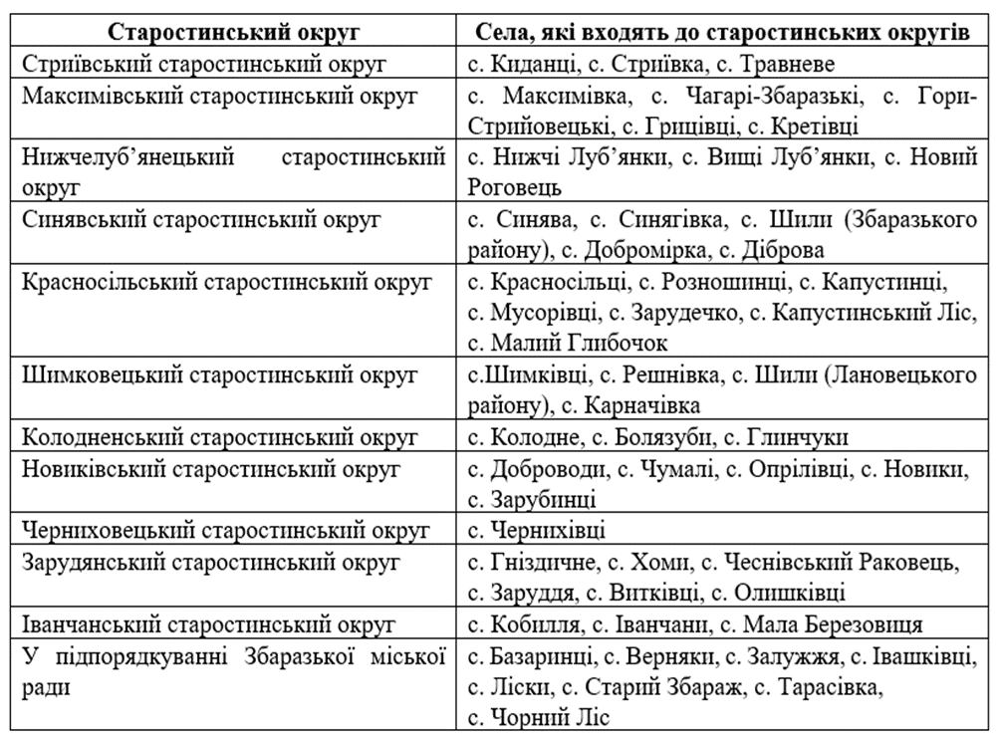 Старостинський округ
Села, які входять до старостинських округів
Стриївський старостинський округ
с. Киданці, с. Стриївка, с. Травневе
Максимівський старостинський округ
с. Максимівка, с. Чагарі-Збаразькі, с. Гори-
Стрийовецькі, с. Грицівці, с. Кретівці
Нижчелуб’янецький старостинський
округ
с. Нижчі Луб’янки, с. Вищі Луб’янки, с. Новий
Роговець
Синявський старостинський округ
с. Синява, с. Синягівка, с. Шили (Збаразького
району), с. Добромірка, с. Діброва
Красносільський старостинський округ
с. Красносільці, с. Розношинці, с. Капустинці,
с. Мусорівці, с. Зарудечко, с. Капустинський Ліс,
с. Малий Глибочок
Шимковецький старостинський округ
с.Шимківці, с. Решнівка, с. Шили (Лановецького
району), с. Карначівка
Колодненський старостинський округ
с. Колодне, с. Болязуби, с. Глинчуки
Новиківський старостинський округ
с. Доброводи, с. Чумалі, с. Опрілівці, с. Новики,
с. Зарубинці
Черниховецький старостинський округ
с. Чернихівці
Зарудянський старостинський округ
с. Гніздичне, с. Хоми, с. Чеснівський Раковець,
с. Заруддя, с. Витківці, с. Олишківці
Іванчанський старостинський округ
с. Кобилля, с. Іванчани, с. Мала Березовиця
У підпорядкуванні Збаразької міської
ради
с. Базаринці, с. Верняки, с. Залужжя, с. Івашківці,
с. Ліски, с. Старий Збараж, с. Тарасівка,
с. Чорний Ліс